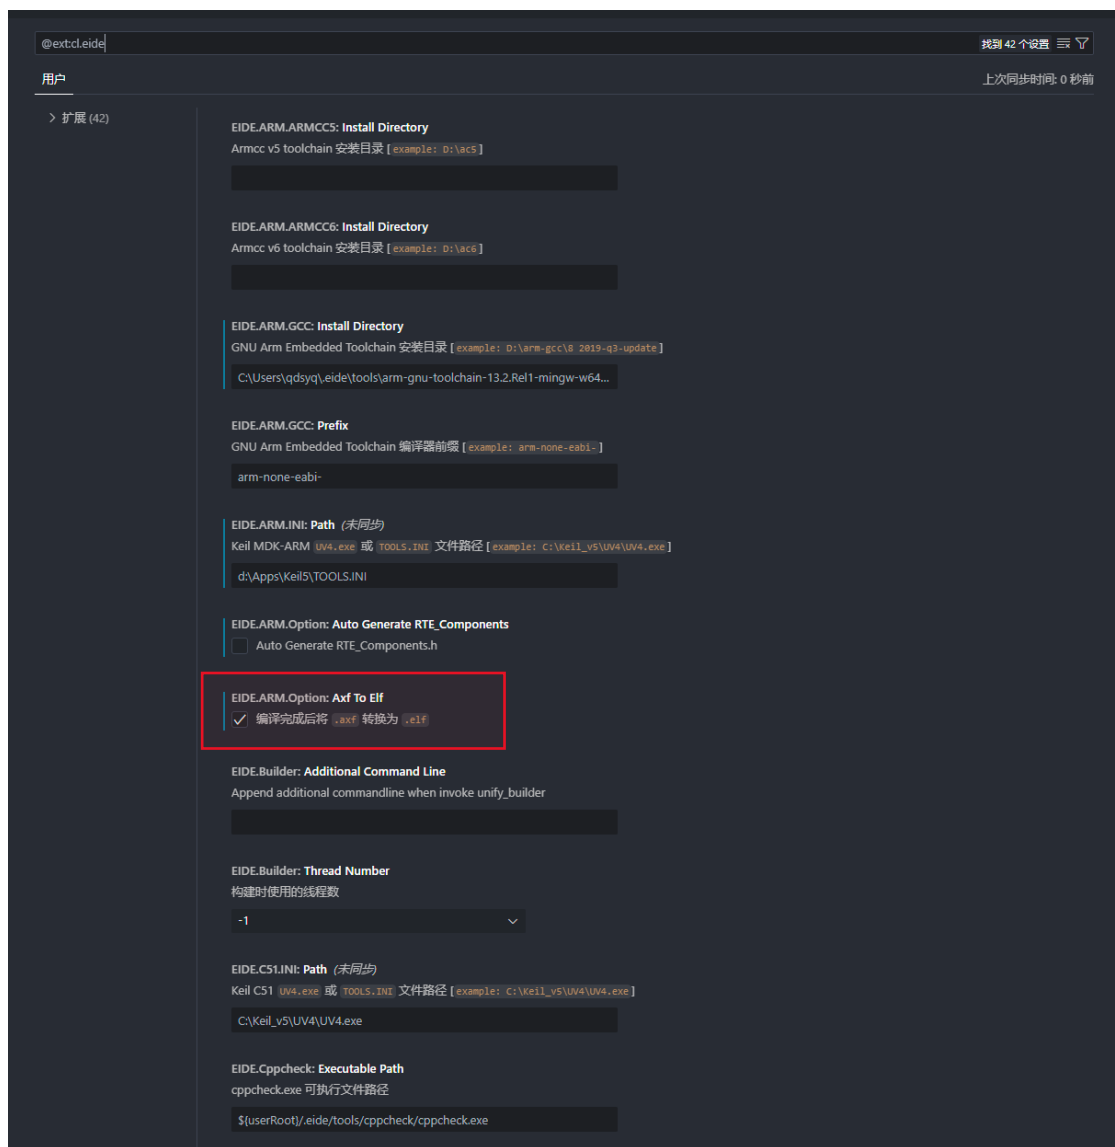 @ext:cl.eide
找到 42 个设置
用户
上次同步时间: 0 秒前
扩展 (42)
EIDE.ARM.ARMCC5: Install Directory
Armcc v5 toolchain 安装目录 [example: D:\ac5]
EIDE.ARM.ARMCC6: Install Directory
Armcc v6 toolchain 安装目录 [example: D:\ac6]
EIDE.ARM.GCC: Install Directory
GNU Arm Embedded Toolchain 安装目录 [example: D:\arm-gcc\8 2019-q3-update]
C:\Users\qdsyq\.eide\tools\arm-gnu-toolchain-13.2.Rel1-mingw-w64...
EIDE.ARM.GCC: Prefix
GNU Arm Embedded Toolchain 编译器前缀 [example: arm-none-eabi-]
arm-none-eabi-
EIDE.ARM.INI: Path (未同步)
Keil MDK-ARM UV4.exe 或 TOOLS.INI 文件路径 [example: C:\Keil_v5\UV4\UV4.exe]
d:\Apps\Keil5\TOOLS.INI
EIDE.ARM.Option: Auto Generate RTE_Components
Auto Generate RTE_Components.h
EIDE.ARM.Option: Axf To Elf
编译完成后将 .axf 转换为 .elf
EIDE.Builder: Additional Command Line
Append additional commandline when invoke unify_builder
EIDE.Builder: Thread Number
构建时使用的线程数
-1
EIDE.C51.INI: Path (未同步)
Keil C51 UV4.exe 或 TOOLS.INI 文件路径 [example: C:\Keil_v5\UV4\UV4.exe]
C:\Keil_v5\UV4\UV4.exe
EIDE.Cppcheck: Executable Path
cppcheck.exe 可执行文件路径
${userRoot}/.eide/tools/cppcheck/cppcheck.exe